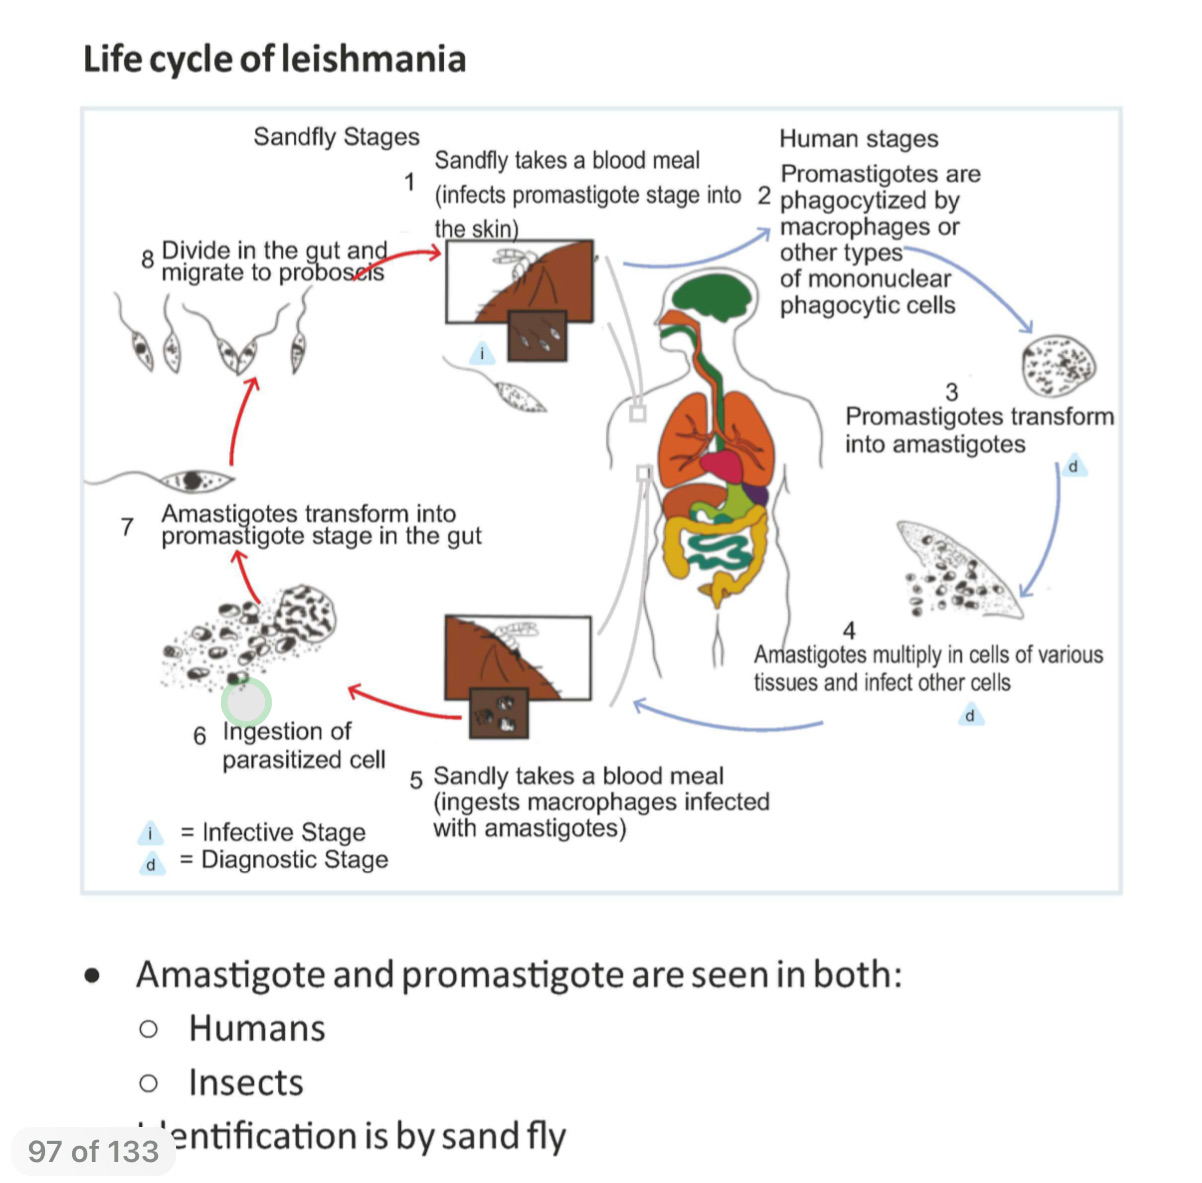 Life cycle of leishmania
Sandfly Stages
1
Sandfly takes a blood meal
(infects promastigote stage into
the skin)
Human stages
2
Promastigotes are
phagocytized by
macrophages or
other types
of mononuclear
phagocytic cells
8
Divide in the gut and
migrate to proboscis
i
3
Promastigotes transform
into amastigotes
d
7
Amastigotes transform into
promastigote stage in the gut
4
Amastigotes multiply in cells of various
tissues and infect other cells
d
6
Ingestion of
parasitized cell
5
Sandly takes a blood meal
(ingests macrophages infected
with amastigotes)
i = Infective Stage
d = Diagnostic Stage
• Amastigote and promastigote are seen in both:
○ Humans
○ Insects
entification is by sand fly
97 of 133